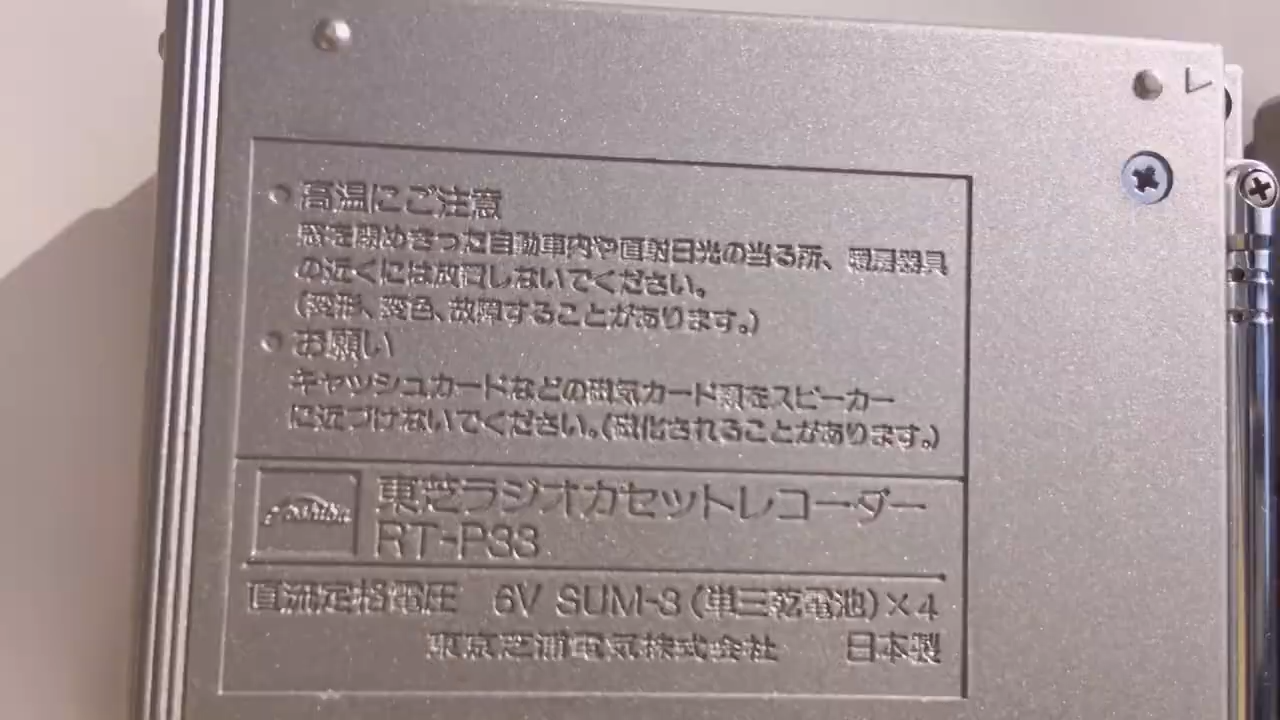 高温にご注意
窓を閉めきった自動車内や直射日光の当る所、暖房器具
の近くには放置しないでください。
(変形、変色、故障することがあります。)
お願い
キャッシュカードなどの磁気カード類をスピーカー
に近づけないでください。(磁化されることがあります。)
Toshiba
東芝ラジオカセットレコーダー
RT-P33
直流定格電圧 6V SUM-3(単三乾電池)×4
東京芝浦電気株式会社 日本製